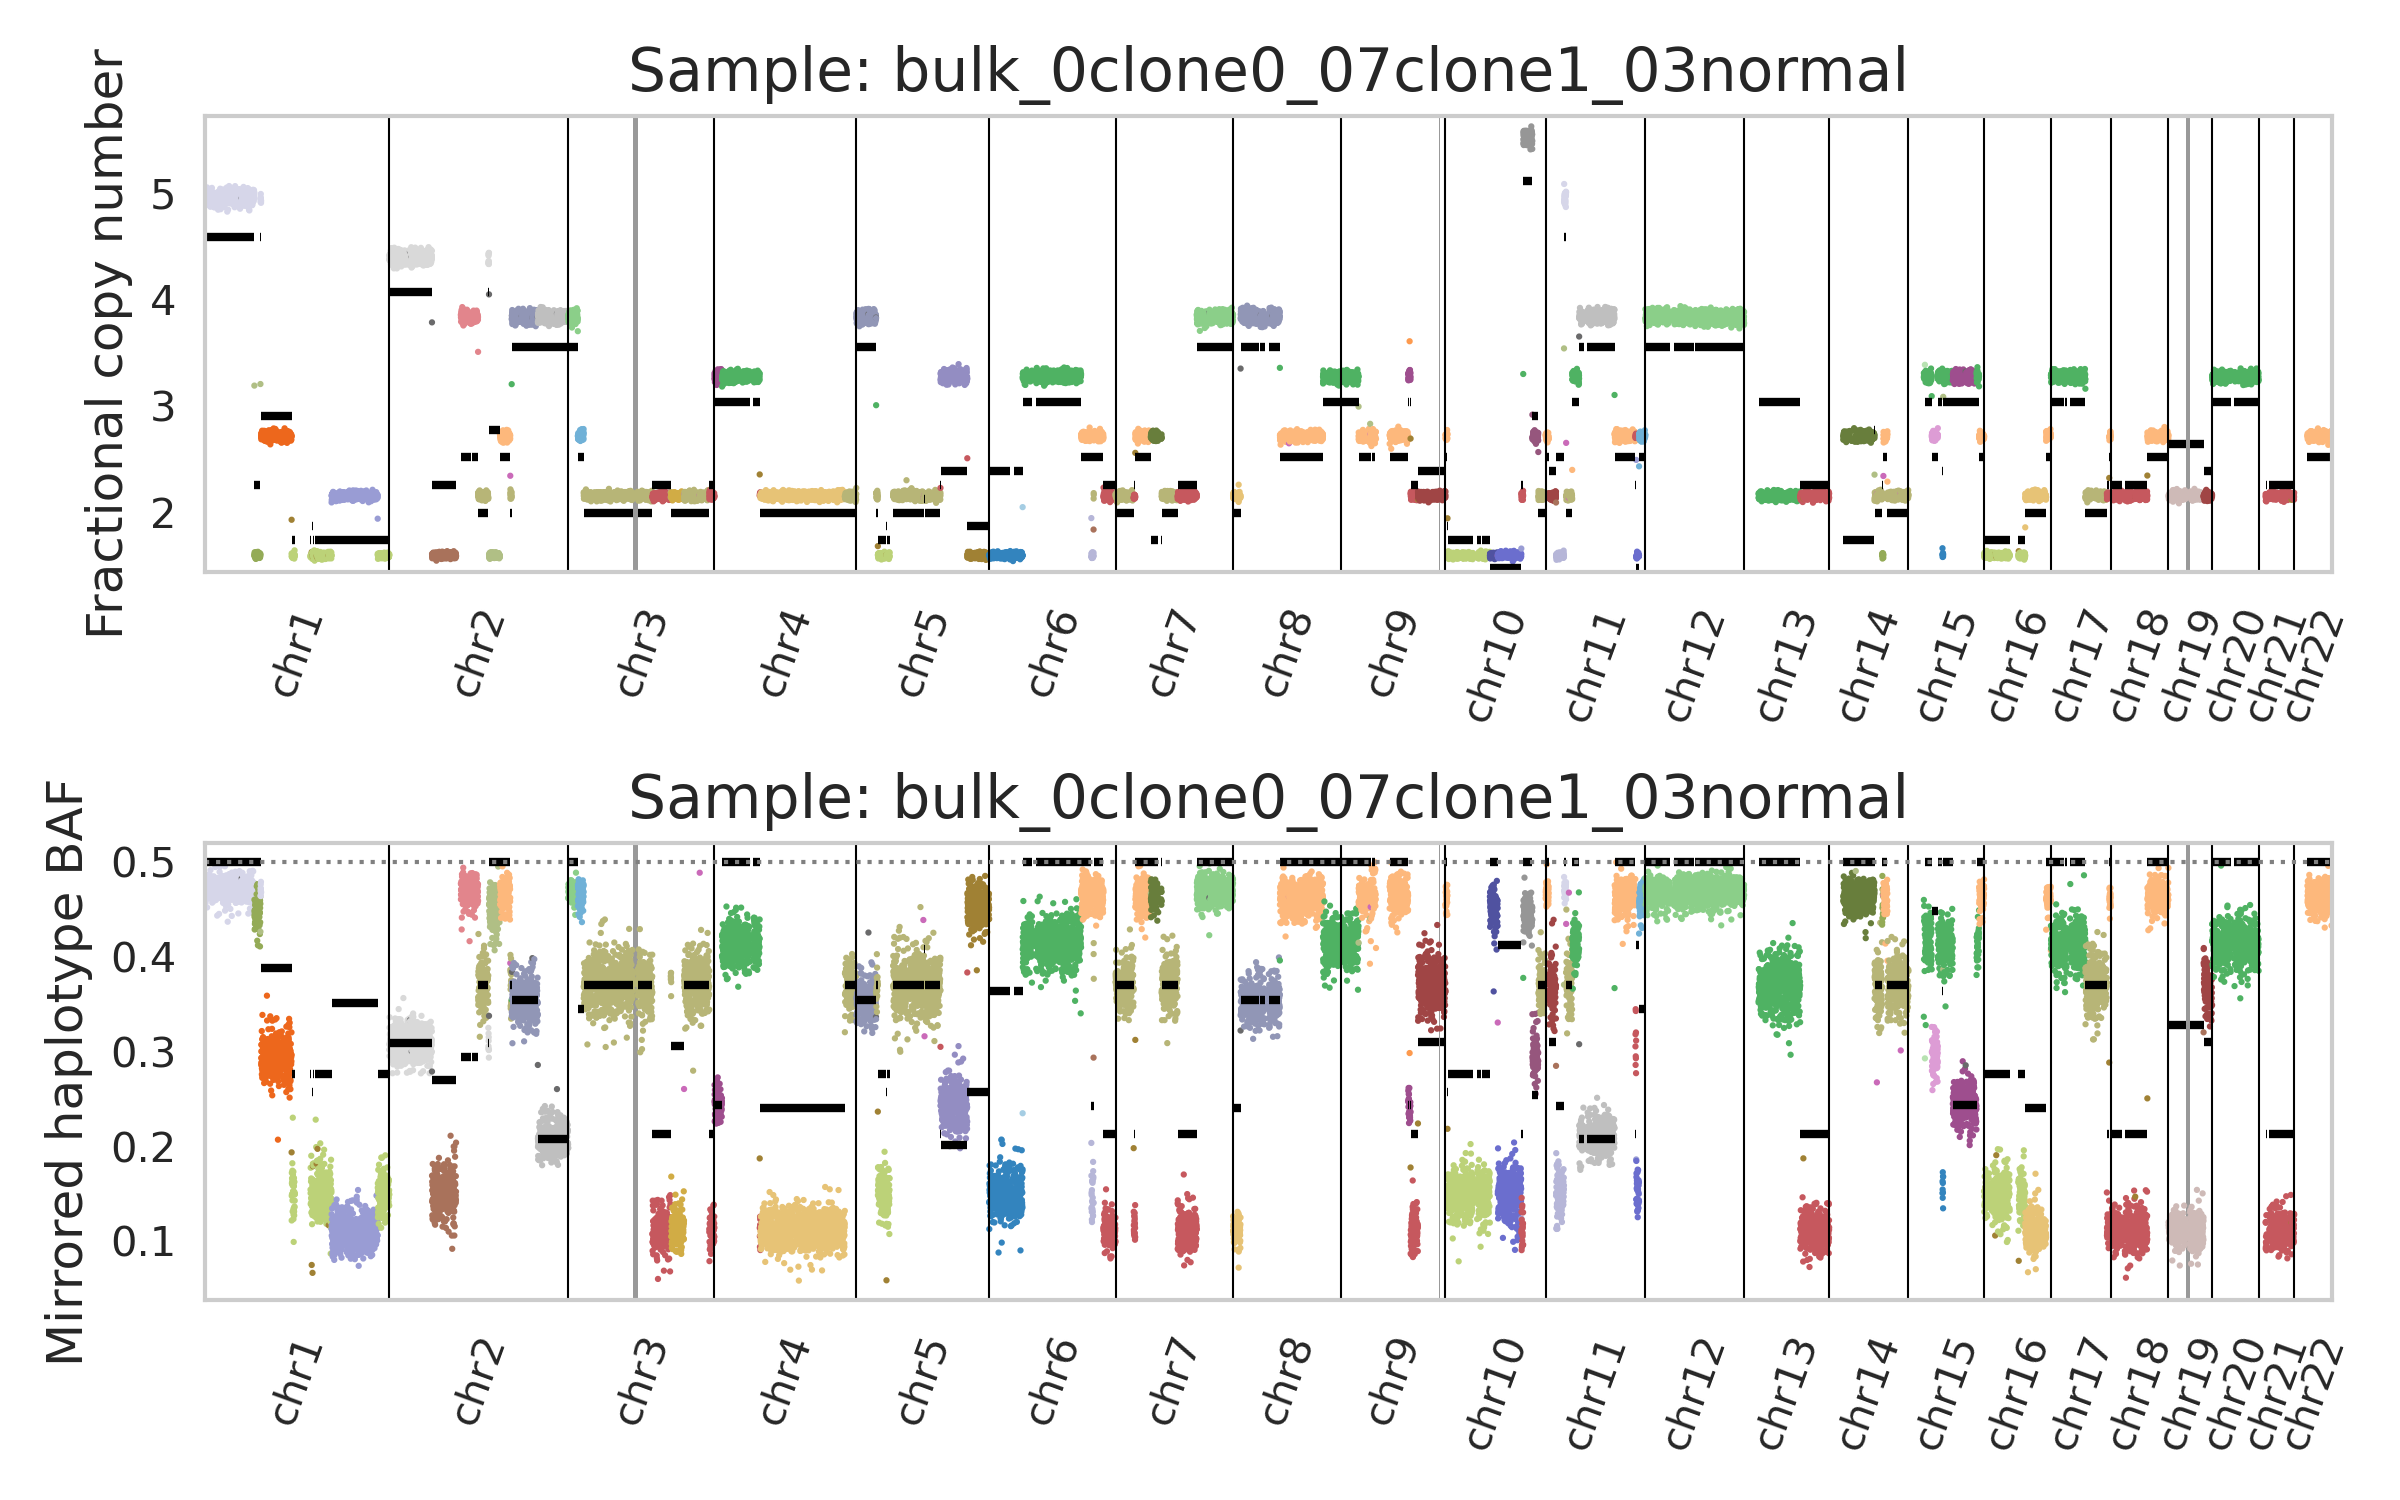 Sample: bulk_0clone0_07clone1_03normal
Fractional copy number
5
4
3
2
chr1 chr2 chr3 chr4 chr5 chr6 chr7 chr8 chr9 chr10 chr11 chr12 chr13 chr14 chr15 chr16 chr17 chr18 chr19 chr20 chr21 chr22
Sample: bulk_0clone0_07clone1_03normal
Mirrored haplotype BAF
0.5
0.4
0.3
0.2
0.1
chr1 chr2 chr3 chr4 chr5 chr6 chr7 chr8 chr9 chr10 chr11 chr12 chr13 chr14 chr15 chr16 chr17 chr18 chr19 chr20 chr21 chr22